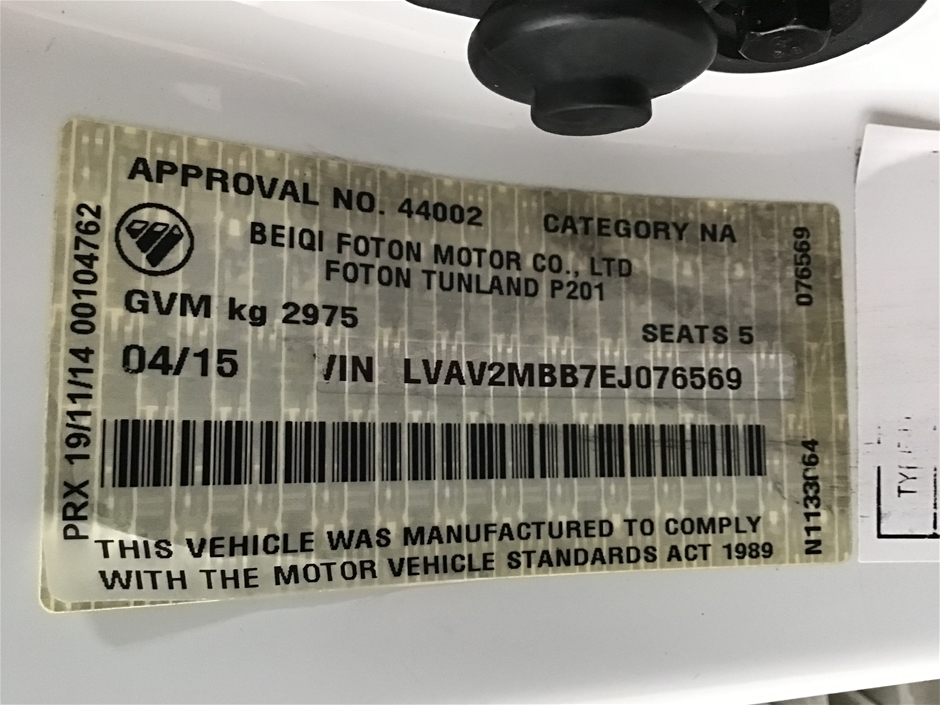 APPROVAL NO. 44002 CATEGORY NA
BEIQI FOTON MOTOR CO., LTD
FOTON TUNLAND P201
GVM kg 2975
SEATS 5
04/15 VIN LVAV2MBB7EJ076569
THIS VEHICLE WAS MANUFACTURED TO COMPLY
WITH THE MOTOR VEHICLE STANDARDS ACT 1989
PRX 19/11/14 00104762
076569